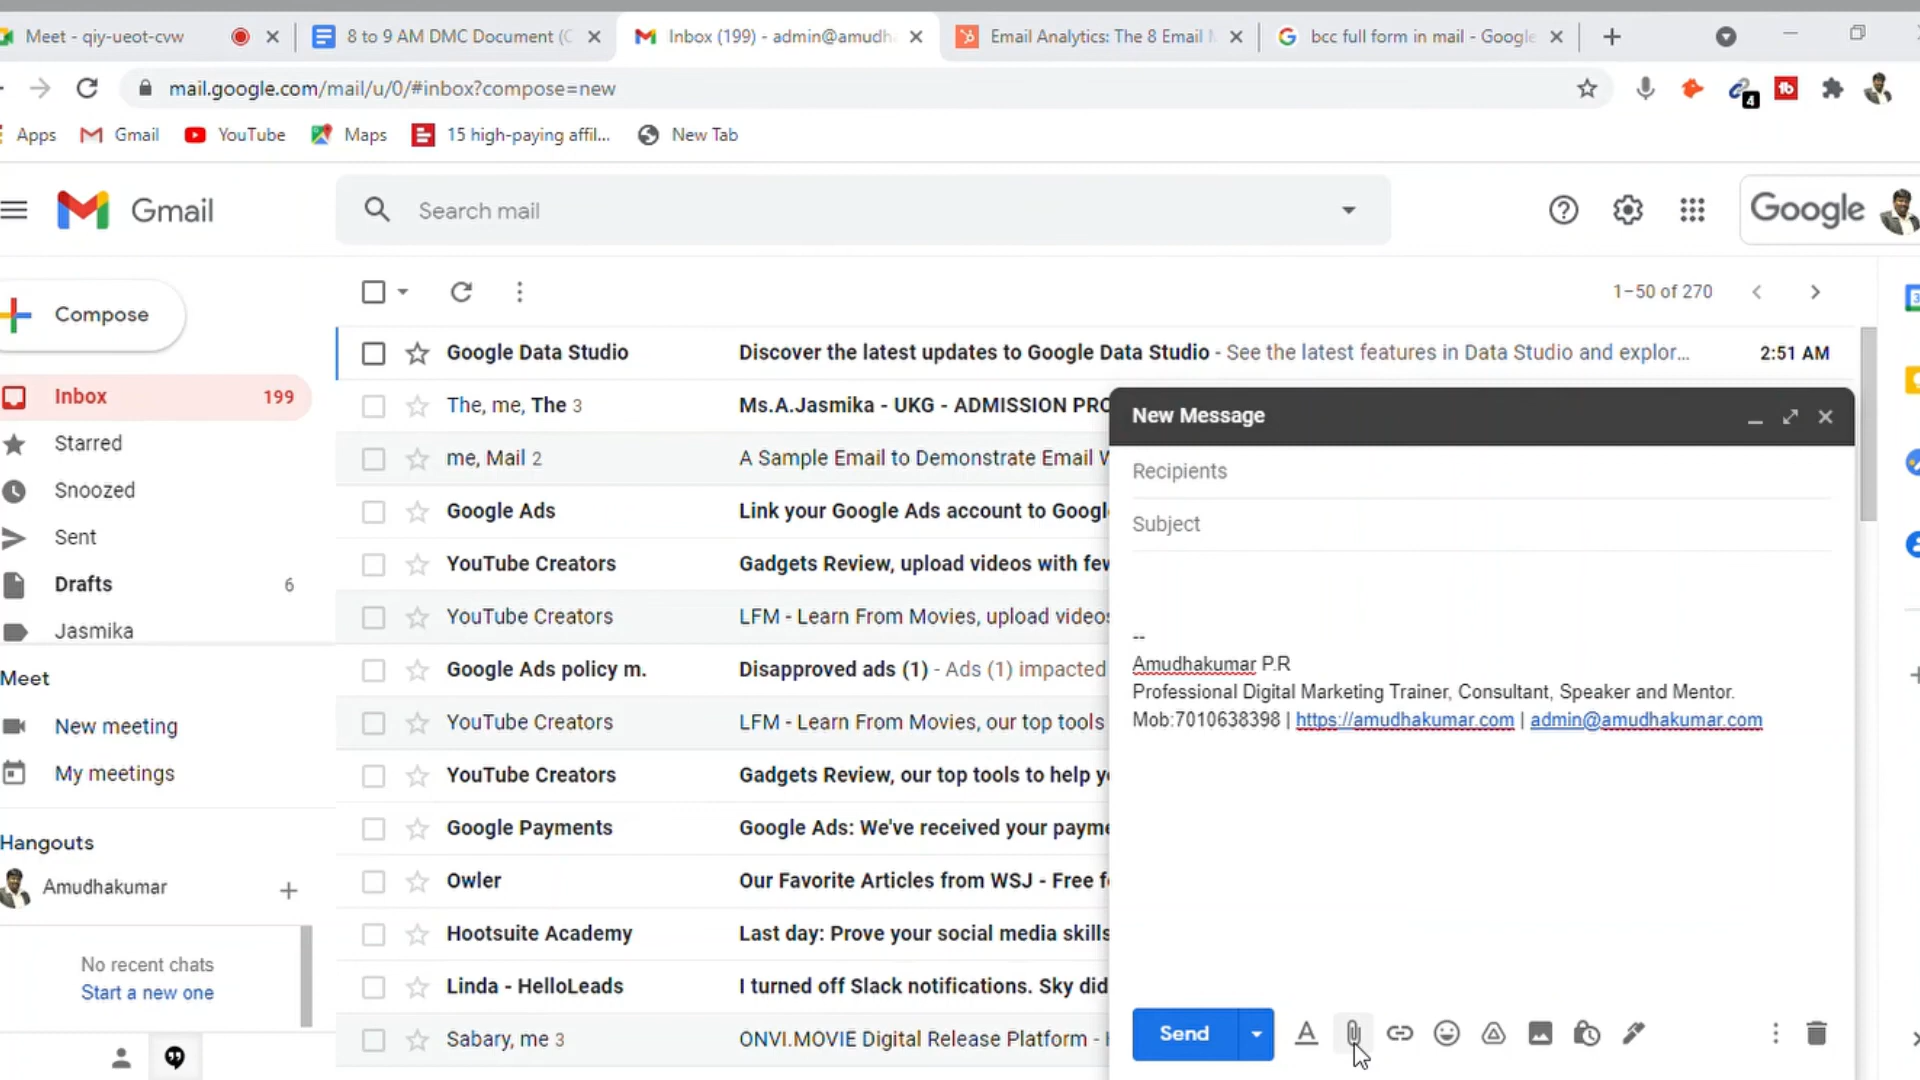 Meet - qiy-ueot-cvw
8 to 9 AM DMC Document (
Inbox (199) - admin@amudh
Email Analytics: The 8 Email
bcc full form in mail - Google
mail.google.com/mail/u/0/#inbox?compose=new
4
Apps
Gmail
YouTube
Maps
15 high-paying affil...
New Tab
Gmail
Search mail
Google
Compose
1–50 of 270
Google Data Studio
Discover the latest updates to Google Data Studio - See the latest features in Data Studio and explor...
2:51 AM
Inbox
199
The, me, The 3
Ms.A.Jasmika - UKG - ADMISSION PRO
New Message
Starred
me, Mail 2
A Sample Email to Demonstrate Email
Recipients
Snoozed
Google Ads
Link your Google Ads account to Googl
Subject
Sent
YouTube Creators
Gadgets Review, upload videos with few
Drafts
6
YouTube Creators
LFM - Learn From Movies, upload videos
Jasmika
--
Amudhakumar P.R
Professional Digital Marketing Trainer, Consultant, Speaker and Mentor.
Mob:7010638398 | https://amudhakumar.com | admin@amudhakumar.com
Meet
Google Ads policy m.
Disapproved ads (1) - Ads (1) impacted
New meeting
YouTube Creators
LFM - Learn From Movies, our top tools
My meetings
YouTube Creators
Gadgets Review, our top tools to help y
Hangouts
Google Payments
Google Ads: We've received your payme
Amudhakumar
Owler
Our Favorite Articles from WSJ - Free f
Hootsuite Academy
Last day: Prove your social media skills
No recent chats
Start a new one
Linda - HelloLeads
I turned off Slack notifications. Sky did
Sabary, me 3
ONVI.MOVIE Digital Release Platform -
Send